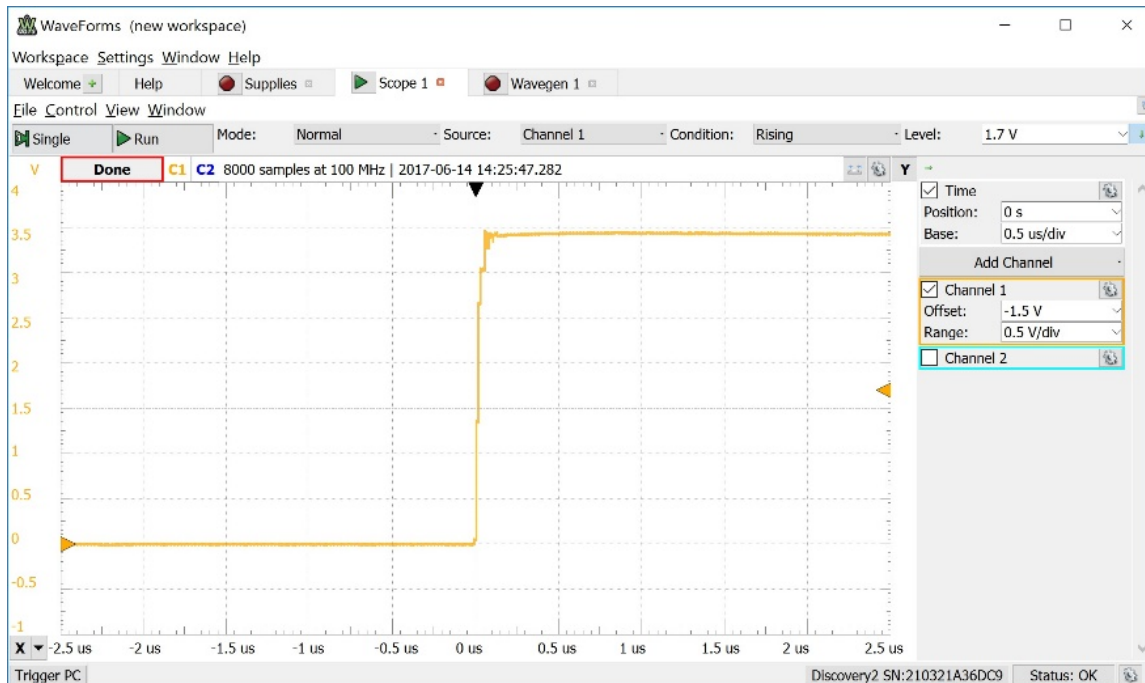 WaveForms (new workspace)
Workspace Settings Window Help
Welcome Help Supplies Scope 1 Wavegen 1
File Control View Window
Single Run Mode: Normal Source: Channel 1 Condition: Rising Level: 1.7 V
V Done C1 C2 8000 samples at 100 MHz | 2017-06-14 14:25:47.282 Y
4
3.5
3
2.5
2
1.5
1
0.5
0
-0.5
-1
X -2.5 us -2 us -1.5 us -1 us -0.5 us 0 us 0.5 us 1 us 1.5 us 2 us 2.5 us
Time
Position: 0 s
Base: 0.5 us/div
Add Channel
Channel 1
Offset: -1.5 V
Range: 0.5 V/div
Channel 2
Trigger PC Discovery2 SN:210321A36DC9 Status: OK